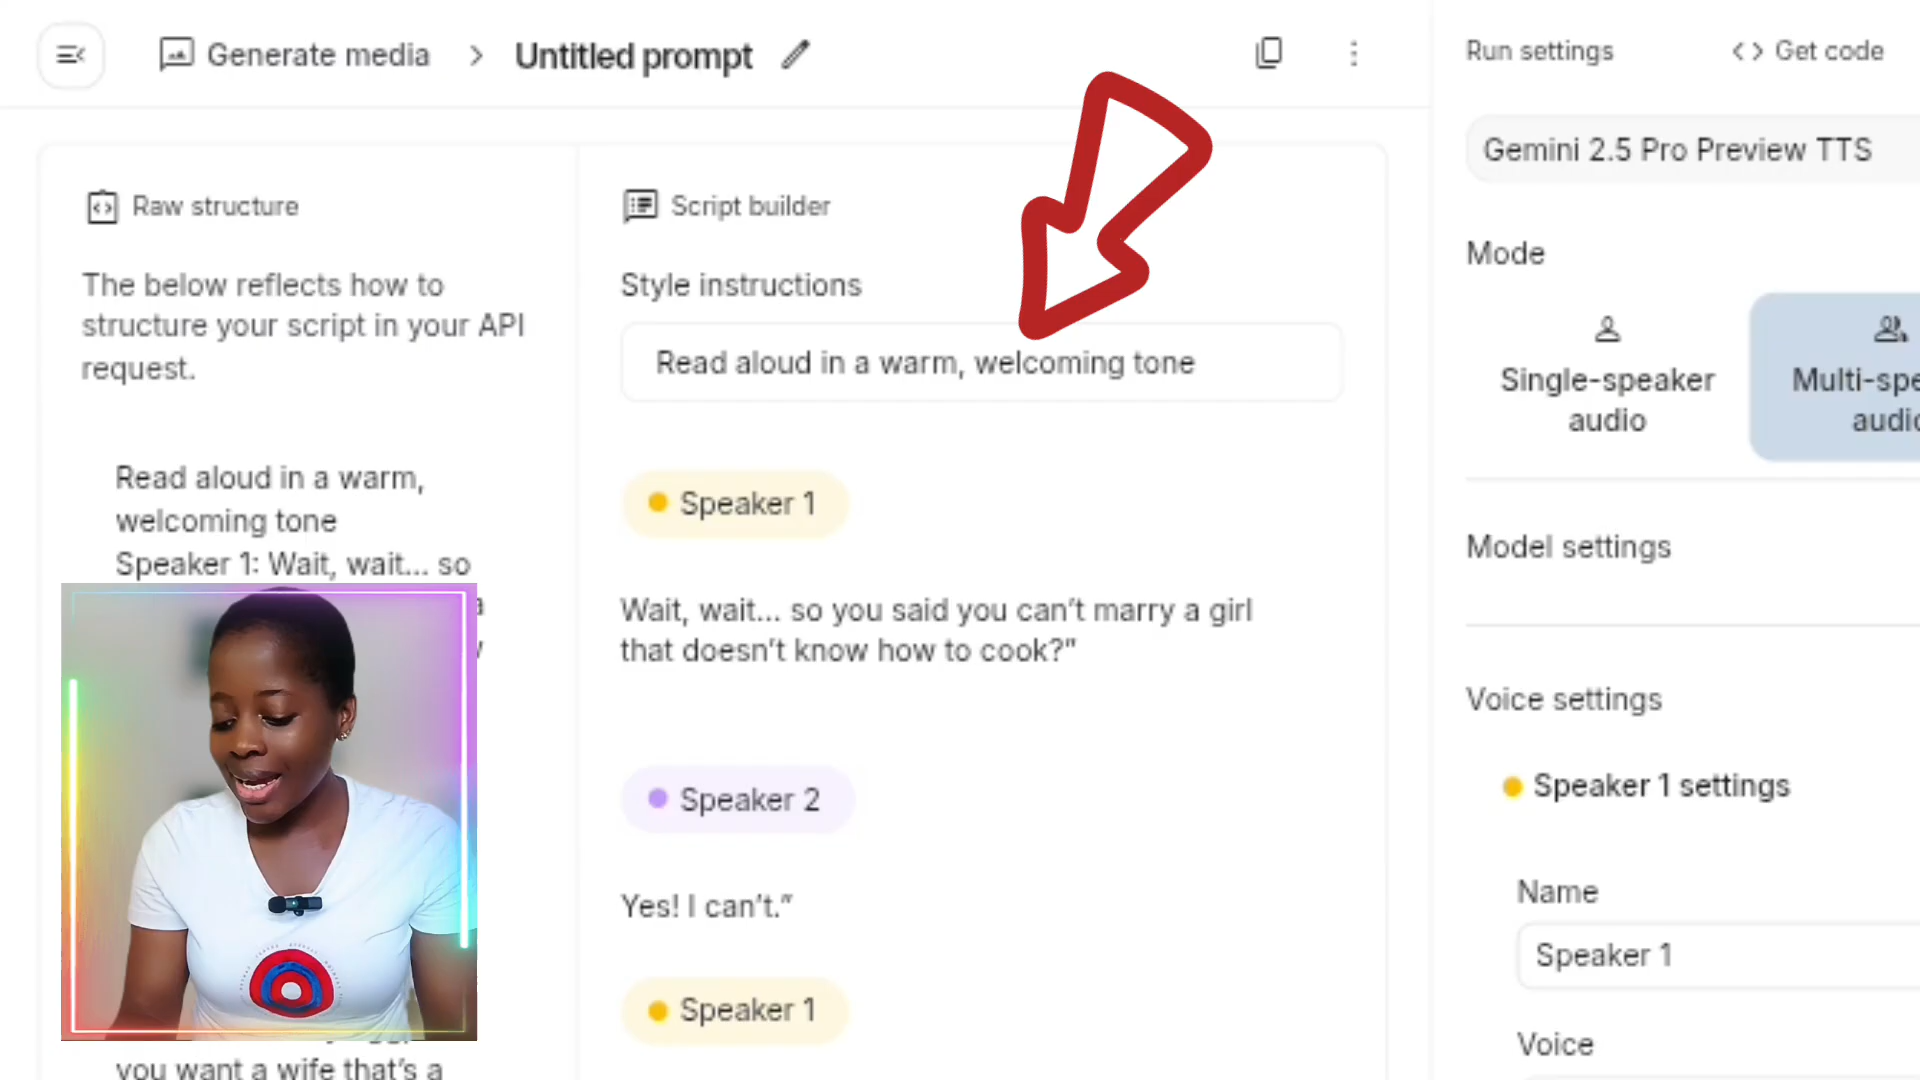 Generate media > Untitled prompt
Run settings
<> Get code
Gemini 2.5 Pro Preview TTS
Raw structure
The below reflects how to
structure your script in your API
request.
Read aloud in a warm,
welcoming tone
Speaker 1: Wait, wait... so
you want a wife that's a
Script builder
Style instructions
Read aloud in a warm, welcoming tone
Speaker 1
Wait, wait... so you said you can't marry a girl
that doesn't know how to cook?"
Speaker 2
Yes! I can't."
Speaker 1
Mode
Single-speaker
audio
Model settings
Voice settings
Speaker 1 settings
Name
Speaker 1
Voice